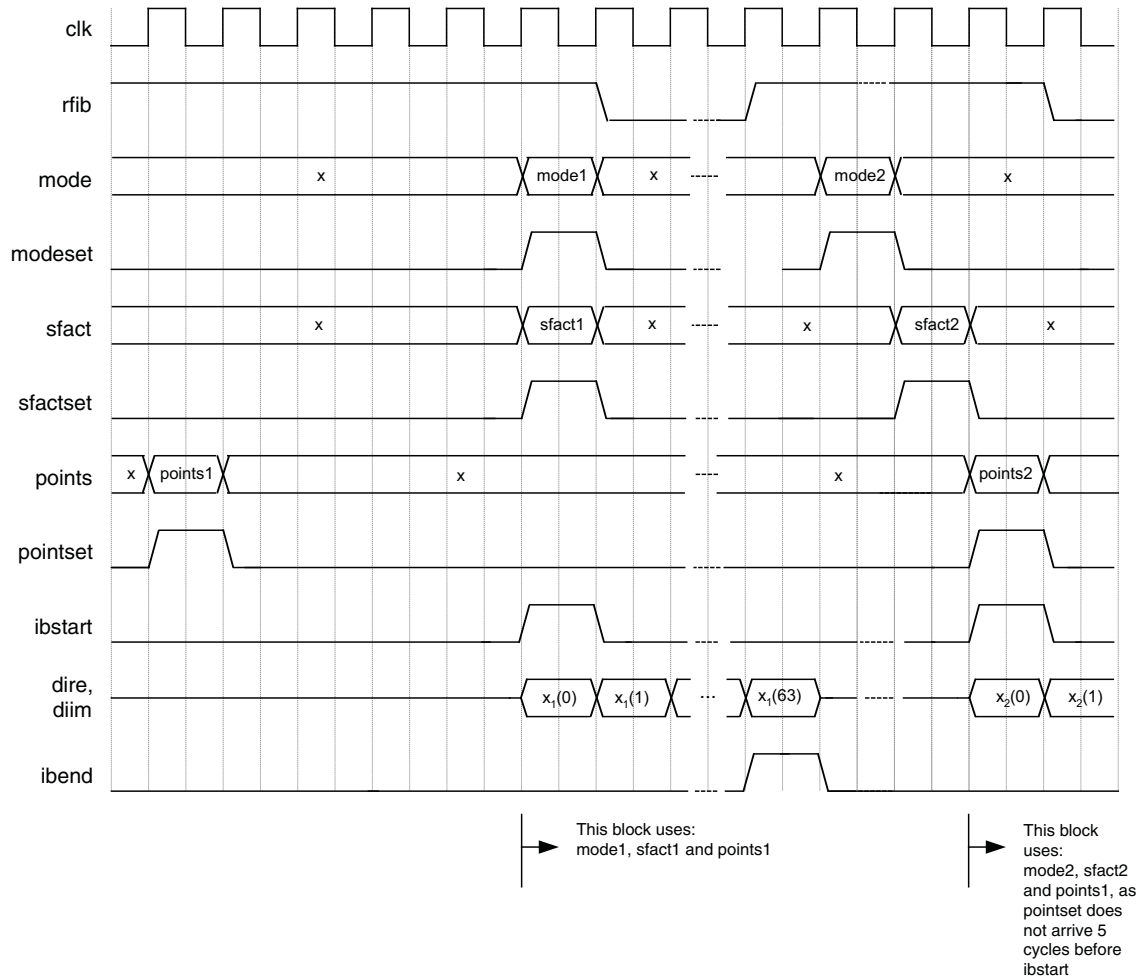 clk
rfib
mode x mode1 x mode2 x
modeset
sfact x sfact1 x x sfact2 x
sfactset
points x points1 x x points2
pointset
ibstart
dire,
diim x₁(0) x₁(1) ... x₁(63) x₂(0) x₂(1)
ibend
This block uses:
mode1, sfact1 and points1
This
block
uses:
mode2, sfact2
and points1, as
pointset does
not arrive 5
cycles before
ibstart